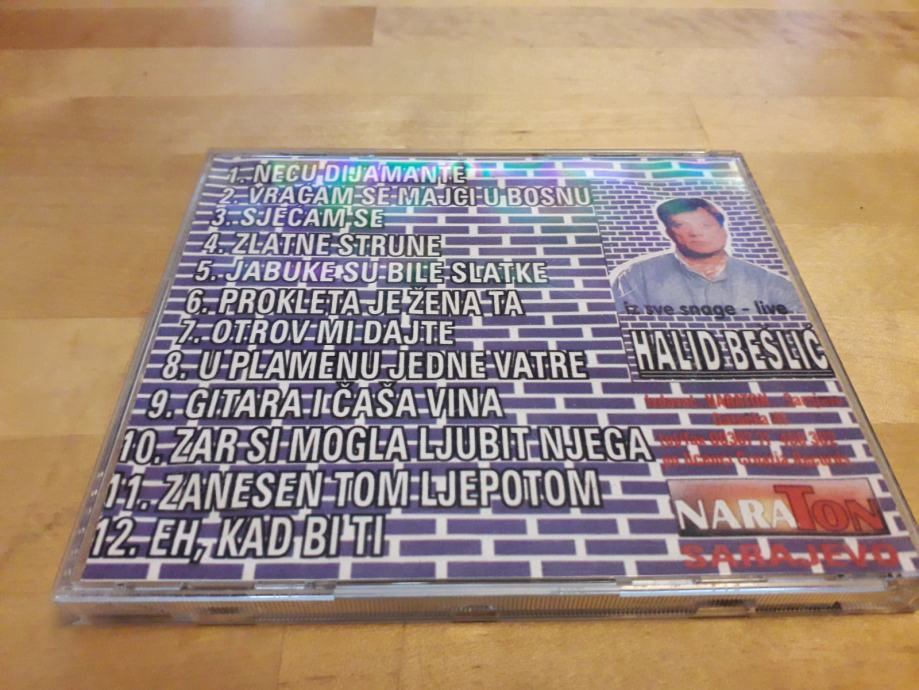 1. NEĆU DIJAMANTE
2. VRAĆAM SE MAJCI U BOSNU
3. SJEĆAM SE
4. ZLATNE STRUNE
5. JABUKE SU BILE SLATKE
6. PROKLETA JE ŽENA TA
7. OTROV MI DAJTE
8. U PLAMENU JEDNE VATRE
9. GITARA I ČAŠA VINA
10. ZAR SI MOGLA LJUBIT NJEGA
11. ZANESEN TOM LJEPOTOM
12. EH, KAD BI TI
iz sve snage - live
HALID BEŠLIĆ
NARATON
NARATON
SARAJEVO